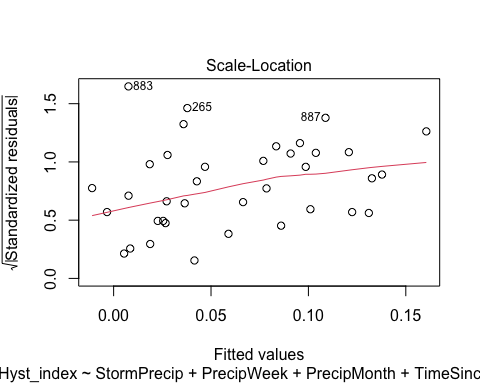 Scale-Location
√|Standardized residuals|
1.5
1.0
0.5
0.0
883
265
887
0.00 0.05 0.10 0.15
Fitted values
Hyst_index ~ StormPrecip + PrecipWeek + PrecipMonth + TimeSinc